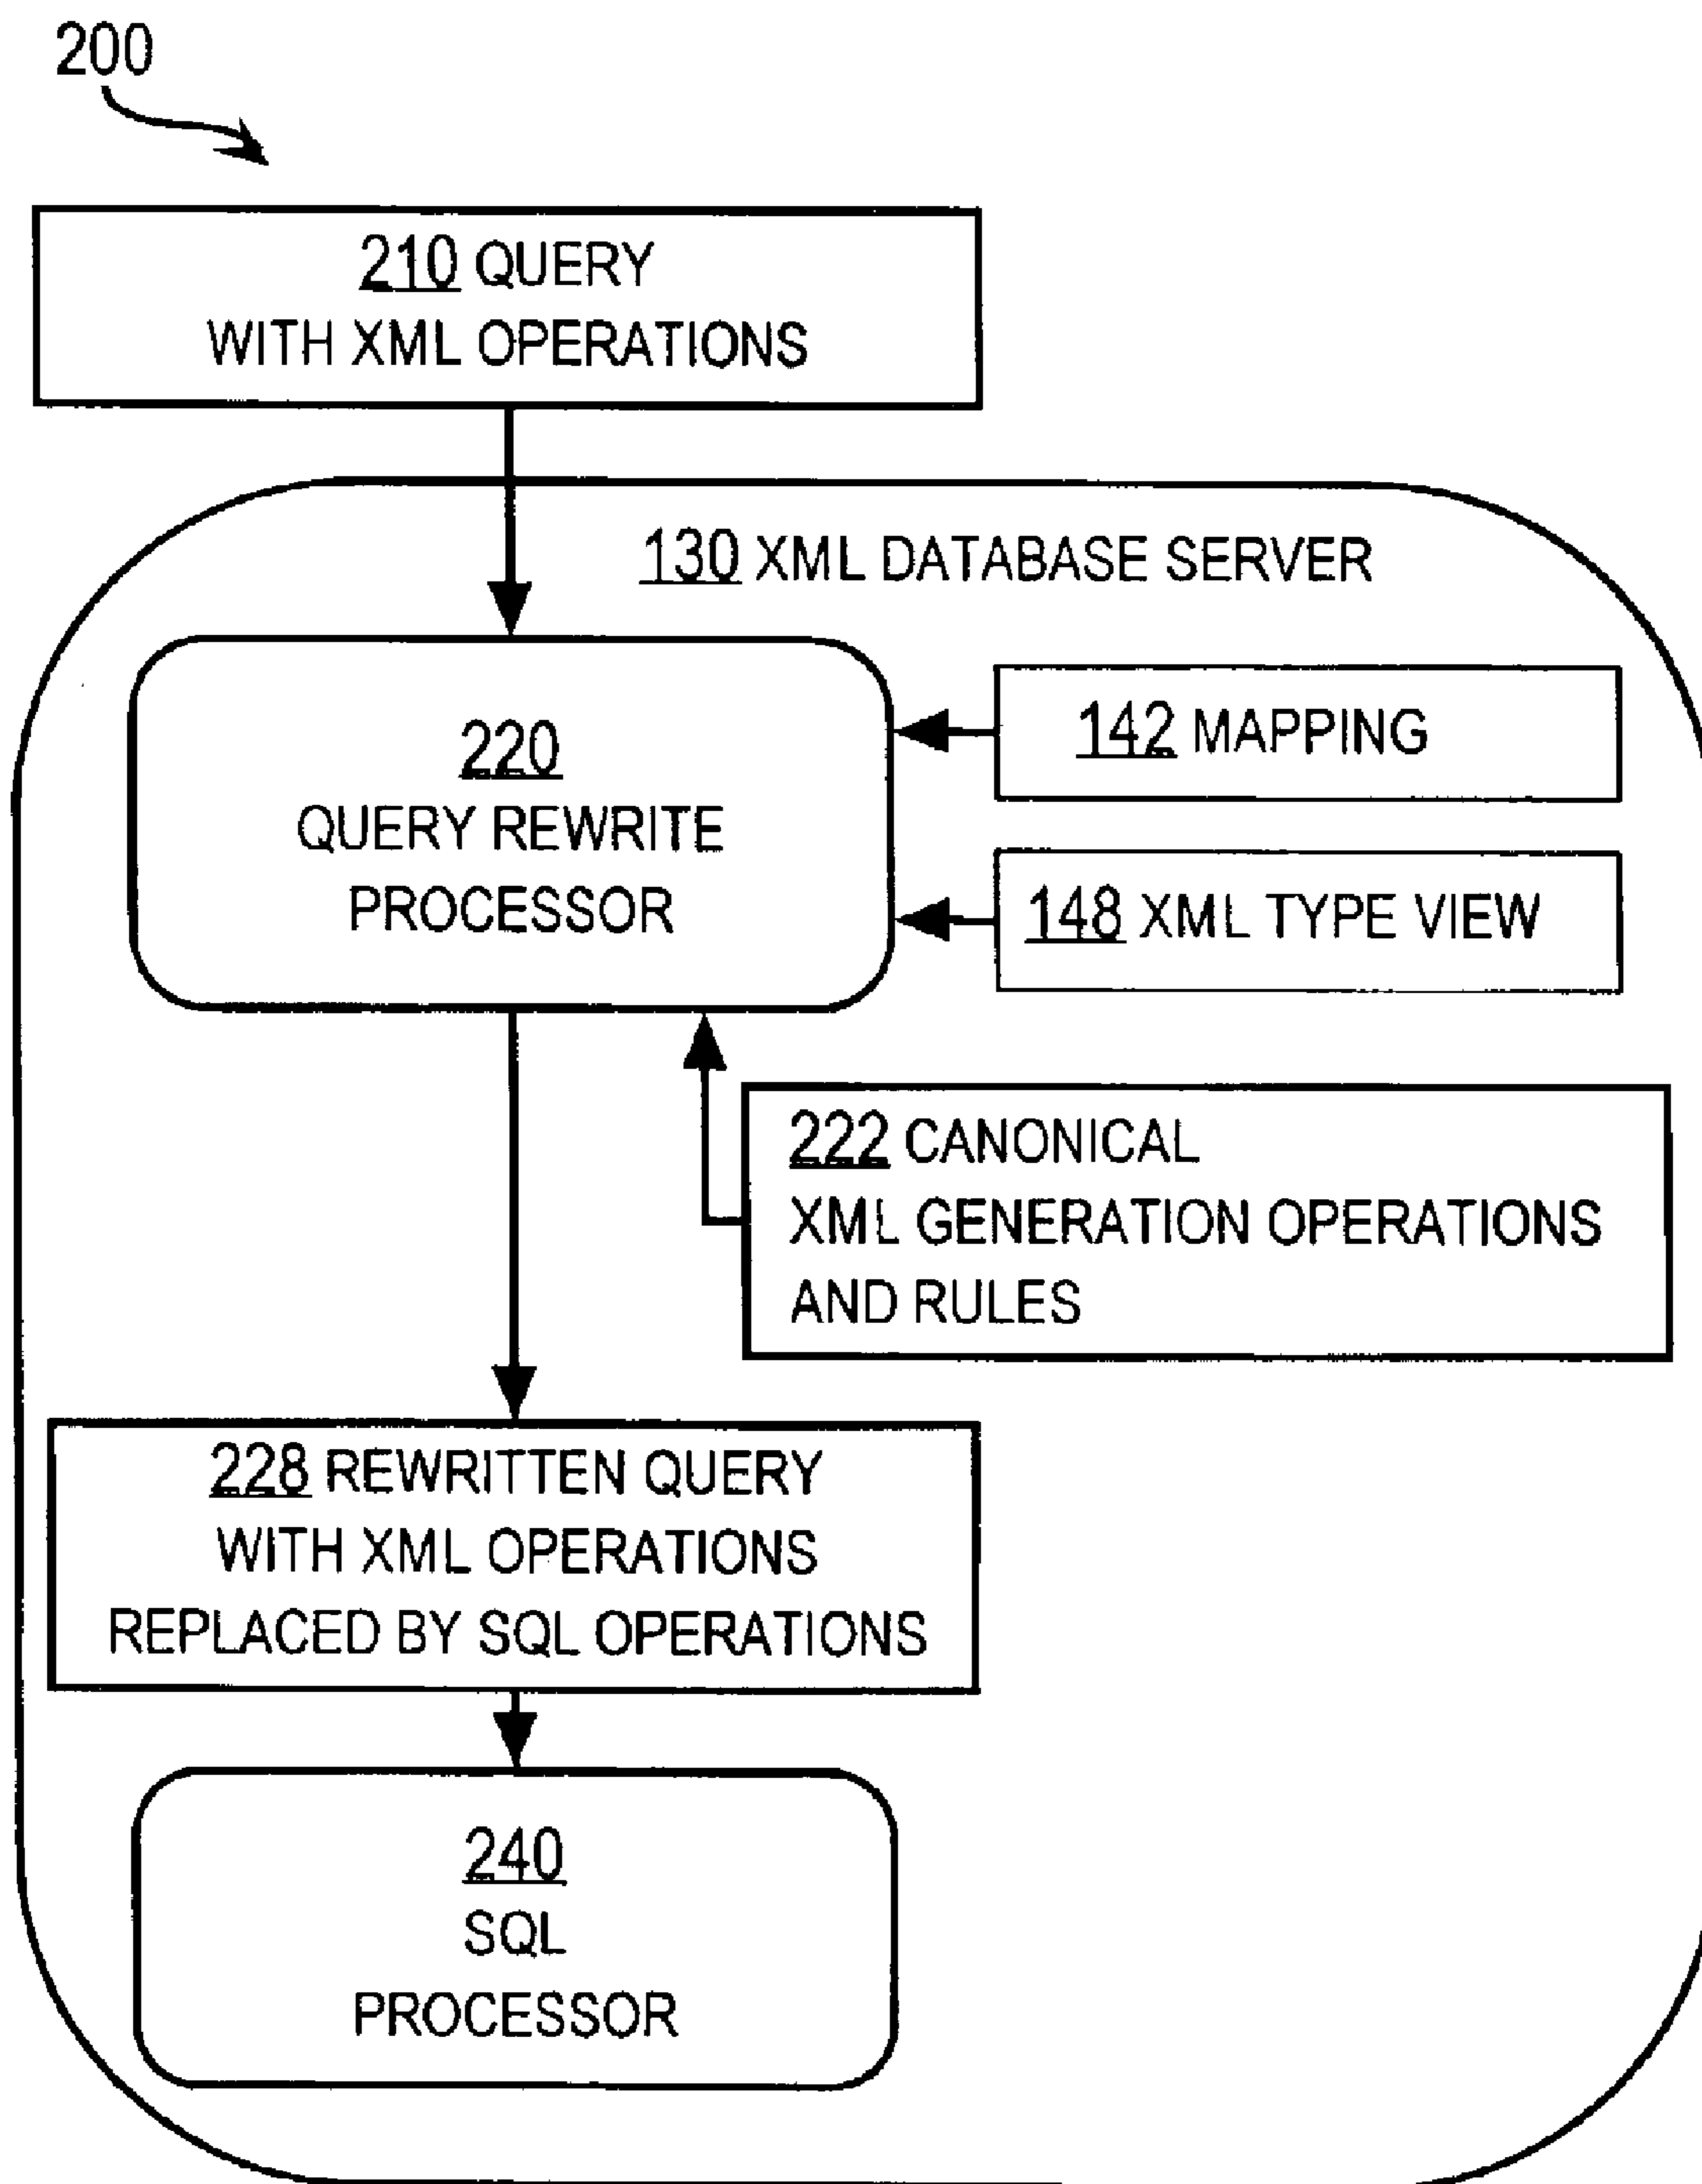 200
210 QUERY
WITH XML OPERATIONS
130 XML DATABASE SERVER
220
QUERY REWRITE
PROCESSOR
142 MAPPING
148 XML TYPE VIEW
222 CANONICAL
XML GENERATION OPERATIONS
AND RULES
228 REWRITTEN QUERY
WITH XML OPERATIONS
REPLACED BY SQL OPERATIONS
240
SQL
PROCESSOR